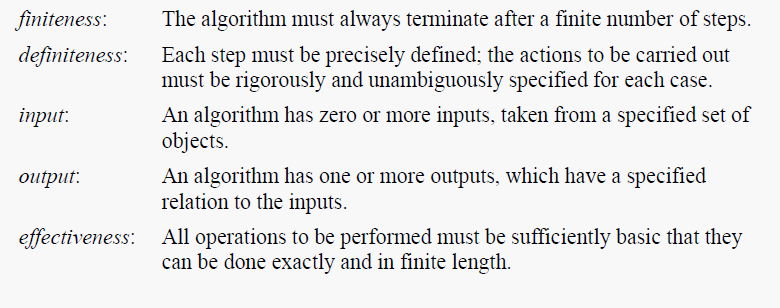 finiteness: The algorithm must always terminate after a finite number of steps.
definiteness: Each step must be precisely defined; the actions to be carried out
must be rigorously and unambiguously specified for each case.
input: An algorithm has zero or more inputs, taken from a specified set of
objects.
output: An algorithm has one or more outputs, which have a specified
relation to the inputs.
effectiveness: All operations to be performed must be sufficiently basic that they
can be done exactly and in finite length.